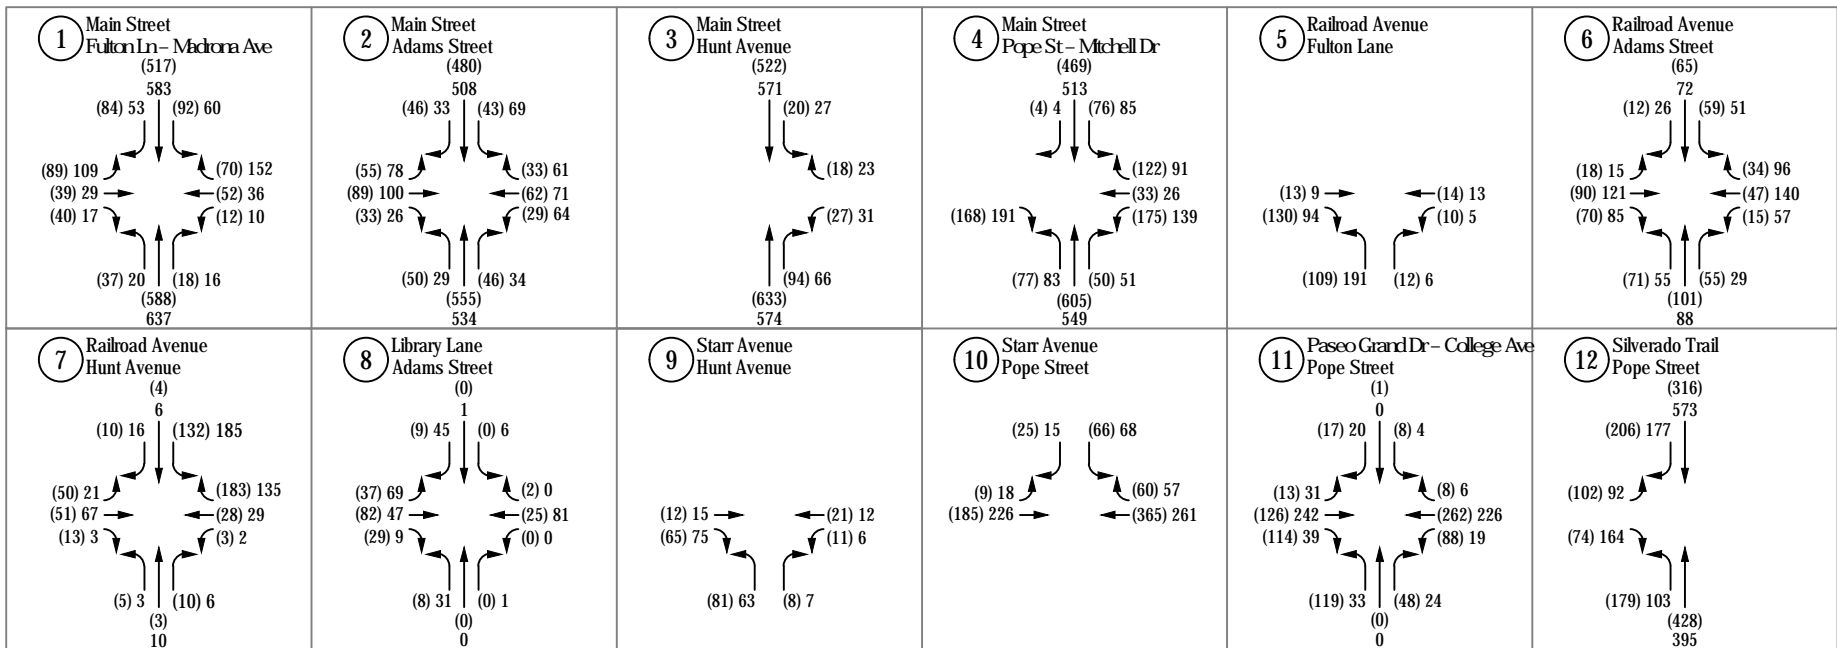 1 Main Street
Fulton Ln – Madrona Ave
(517)
583
(84) 53 (92) 60
(89) 109 (70) 152
(39) 29 (52) 36
(40) 17 (12) 10
(37) 20 (18) 16
(588)
637
2 Main Street
Adams Street
(480)
508
(46) 33 (43) 69
(55) 78 (33) 61
(89) 100 (62) 71
(33) 26 (29) 64
(50) 29 (46) 34
(555)
534
3 Main Street
Hunt Avenue
(522)
571
(20) 27
(18) 23
(27) 31
(94) 66
(633)
574
4 Main Street
Pope St – Mitchell Dr
(469)
513
(4) 4 (76) 85
(122) 91
(33) 26
(168) 191 (175) 139
(77) 83 (50) 51
(605)
549
5 Railroad Avenue
Fulton Lane
(13) 9 (14) 13
(130) 94 (10) 5
(109) 191 (12) 6
6 Railroad Avenue
Adams Street
(65)
72
(12) 26 (59) 51
(18) 15 (34) 96
(90) 121 (47) 140
(70) 85 (15) 57
(71) 55 (55) 29
(101)
88
7 Railroad Avenue
Hunt Avenue
(4)
6
(10) 16 (132) 185
(50) 21 (183) 135
(51) 67 (28) 29
(13) 3 (3) 2
(5) 3 (10) 6
(3)
10
8 Library Lane
Adams Street
(0)
1
(9) 45 (0) 6
(37) 69 (2) 0
(82) 47 (25) 81
(29) 9 (0) 0
(8) 31 (0) 1
(0)
0
9 Starr Avenue
Hunt Avenue
(12) 15 (21) 12
(65) 75 (11) 6
(81) 63 (8) 7
10 Starr Avenue
Pope Street
(25) 15 (66) 68
(9) 18 (60) 57
(185) 226 (365) 261
11 Paseo Grand Dr – College Ave
Pope Street
(1)
0
(17) 20 (8) 4
(13) 31 (8) 6
(126) 242 (262) 226
(114) 39 (88) 19
(119) 33 (48) 24
(0)
0
12 Silverado Trail
Pope Street
(316)
573
(206) 177
(102) 92
(74) 164
(179) 103
(428)
395